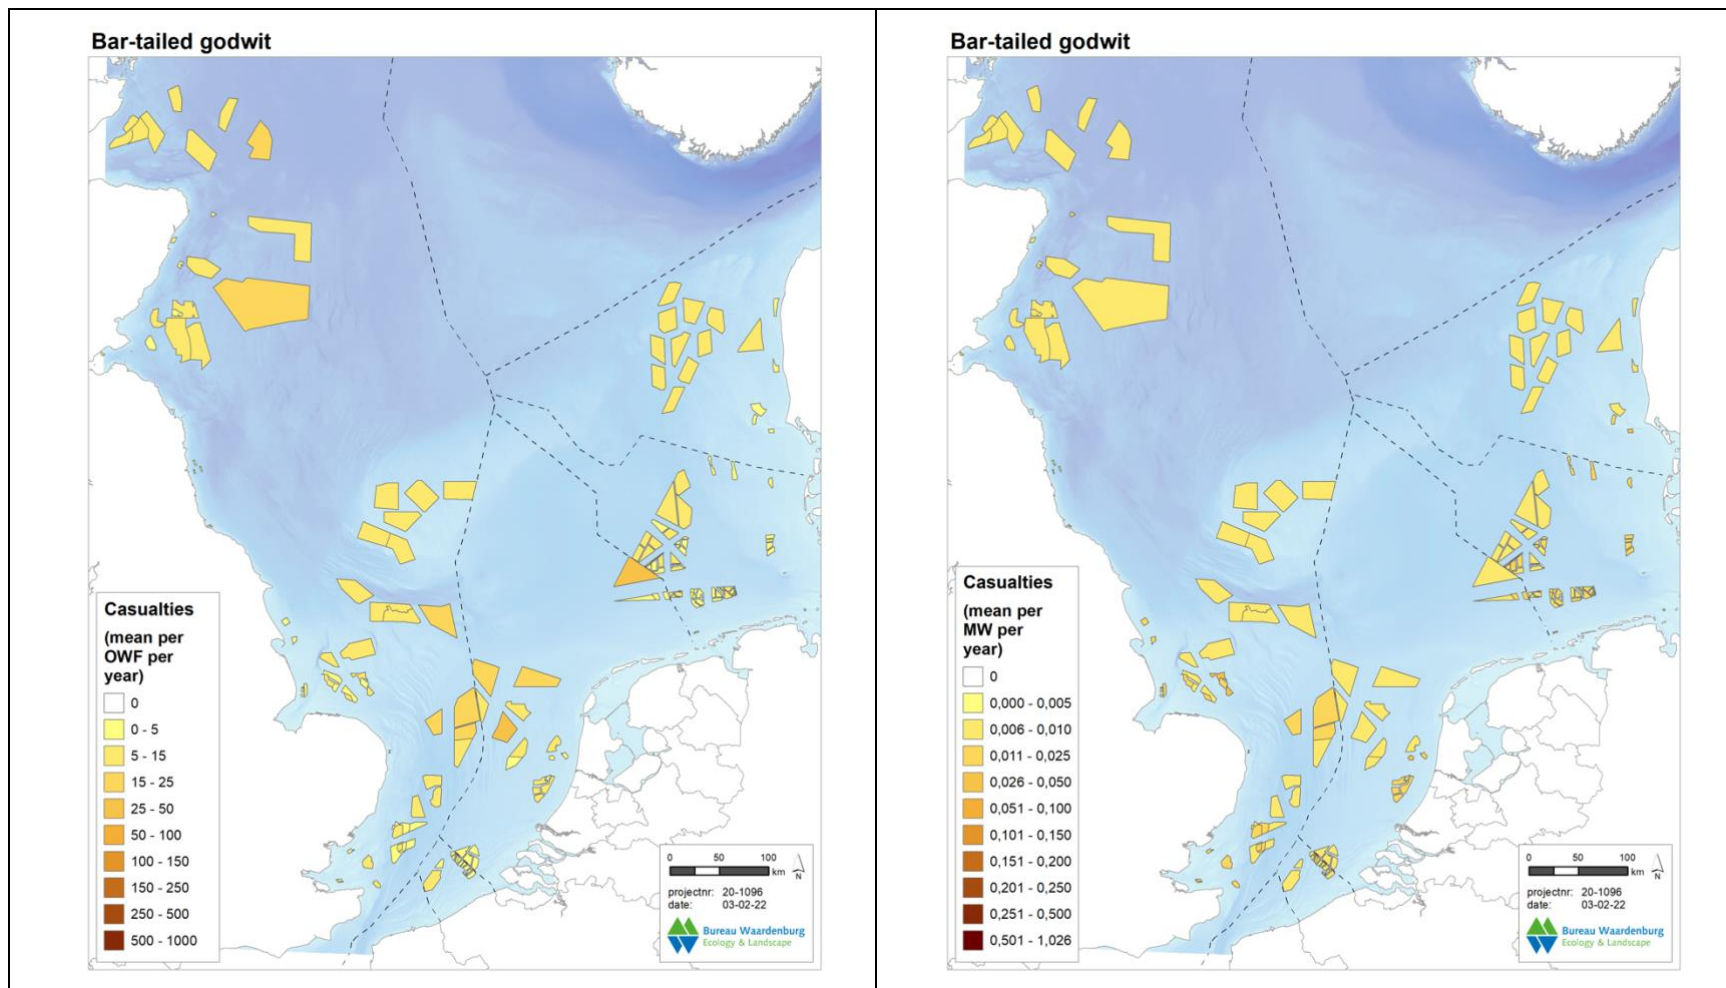 Bar-tailed godwit
Casualties
(mean per
OWF per
year)
0
0 - 5
5 - 15
15 - 25
25 - 50
50 - 100
100 - 150
150 - 250
250 - 500
500 - 1000
0 50 100
km
N
projectnr: 20-1096
date: 03-02-22
Bureau Waardenburg
Ecology & Landscape
Bar-tailed godwit
Casualties
(mean per
MW per
year)
0
0,000 - 0,005
0,006 - 0,010
0,011 - 0,025
0,026 - 0,050
0,051 - 0,100
0,101 - 0,150
0,151 - 0,200
0,201 - 0,250
0,251 - 0,500
0,501 - 1,026
0 50 100
km
N
projectnr: 20-1096
date: 03-02-22
Bureau Waardenburg
Ecology & Landscape